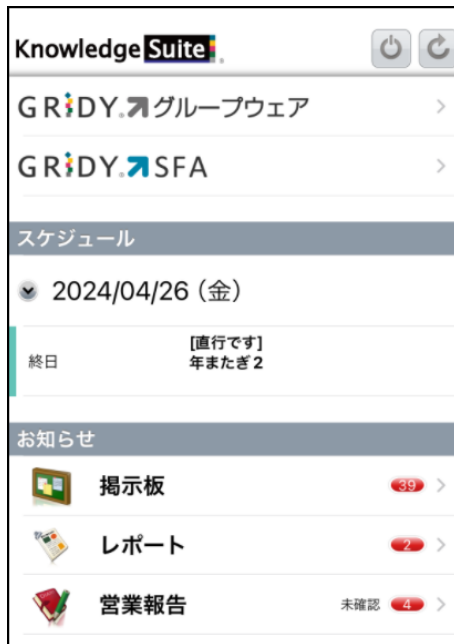 Knowledge Suite
GRiDY.グループウェア
GRiDY.SFA
スケジュール
2024/04/26 (金)
[直行です]
終日 年またぎ2
お知らせ
掲示板 39
レポート 2
営業報告 未確認 4